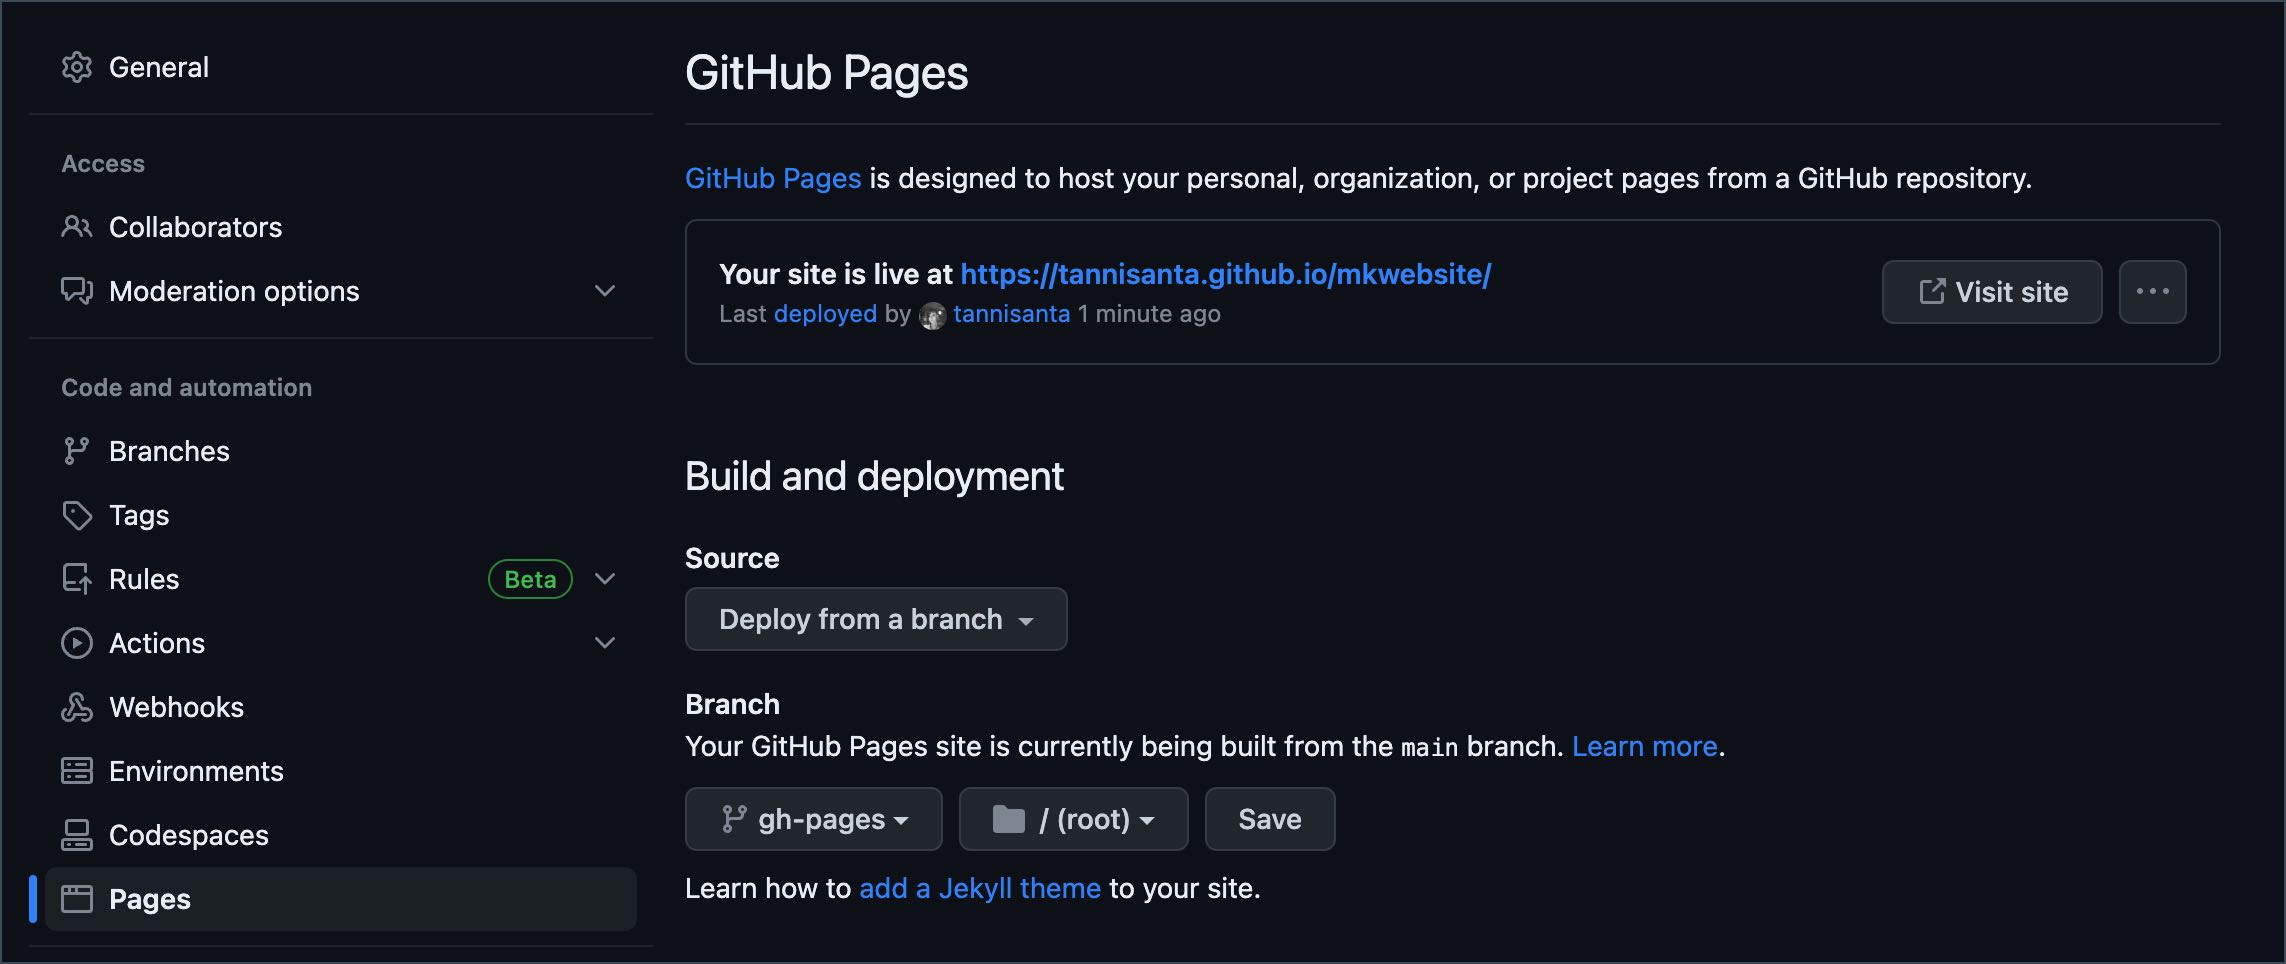 General
Access
Collaborators
Moderation options
Code and automation
Branches
Tags
Rules Beta
Actions
Webhooks
Environments
Codespaces
Pages
GitHub Pages
GitHub Pages is designed to host your personal, organization, or project pages from a GitHub repository.
Your site is live at https://tannisanta.github.io/mkwebsite/
Last deployed by tannisanta 1 minute ago
Visit site
Build and deployment
Source
Deploy from a branch
Branch
Your GitHub Pages site is currently being built from the main branch. Learn more.
gh-pages / (root) Save
Learn how to add a Jekyll theme to your site.